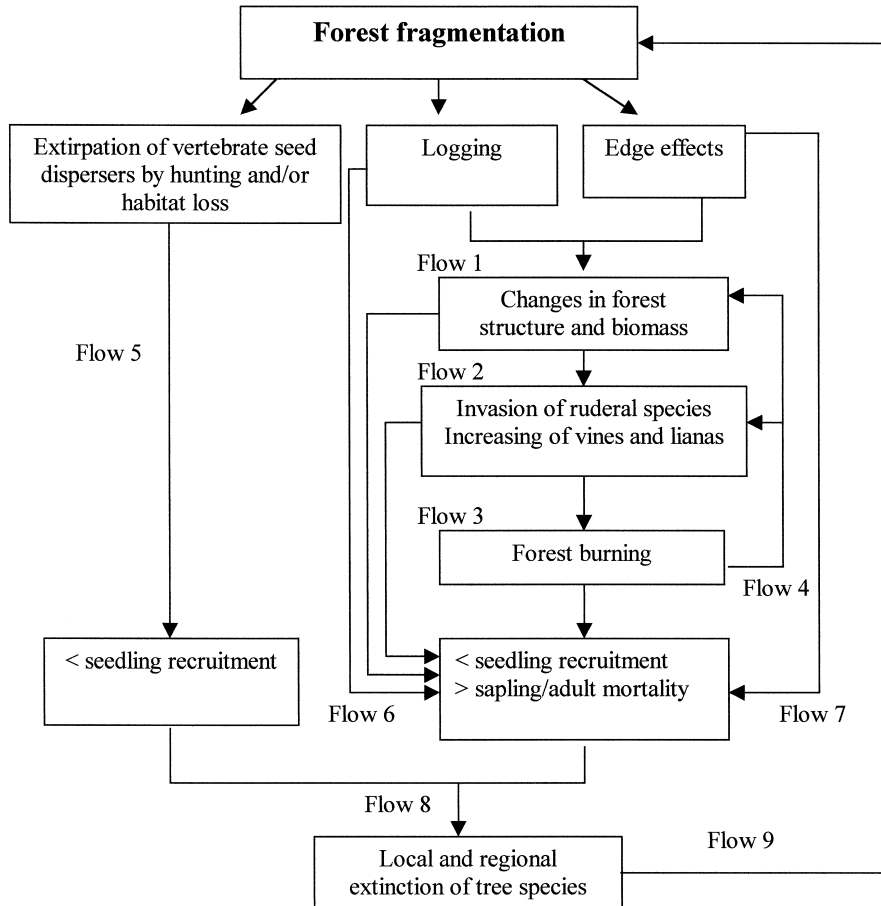 Forest fragmentation
Extirpation of vertebrate seed
dispersers by hunting and/or
habitat loss
Logging
Edge effects
Flow 1
Changes in forest
structure and biomass
Flow 5
Flow 2
Invasion of ruderal species
Increasing of vines and lianas
Flow 3
Forest burning
Flow 4
< seedling recruitment
< seedling recruitment
> sapling/adult mortality
Flow 6
Flow 7
Flow 8
Local and regional
extinction of tree species
Flow 9